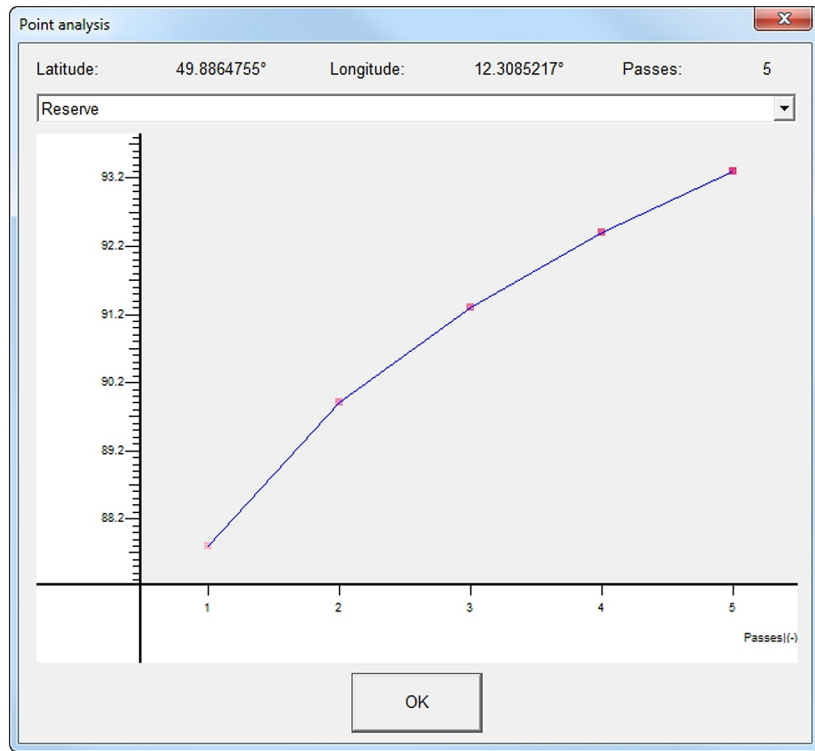 Point analysis
Latitude: 49.8864755° Longitude: 12.3085217° Passes: 5
Reserve
93.2
92.2
91.2
90.2
89.2
88.2
1 2 3 4 5
Passes|(-)
OK